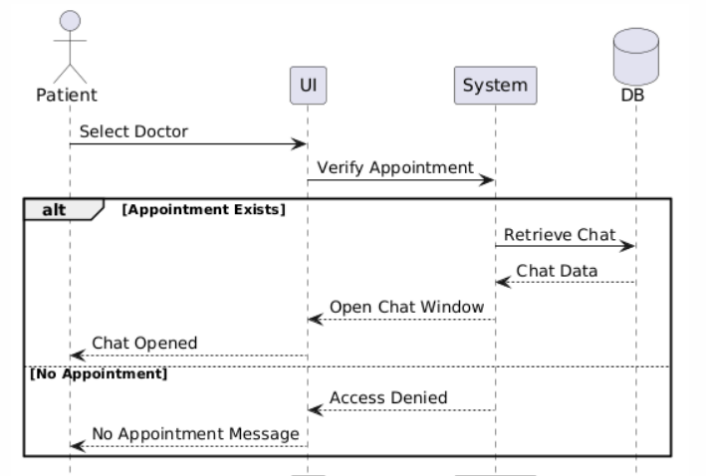 Patient
UI
System
DB
Select Doctor
Verify Appointment
alt [Appointment Exists]
Retrieve Chat
Chat Data
Open Chat Window
Chat Opened
[No Appointment]
Access Denied
No Appointment Message